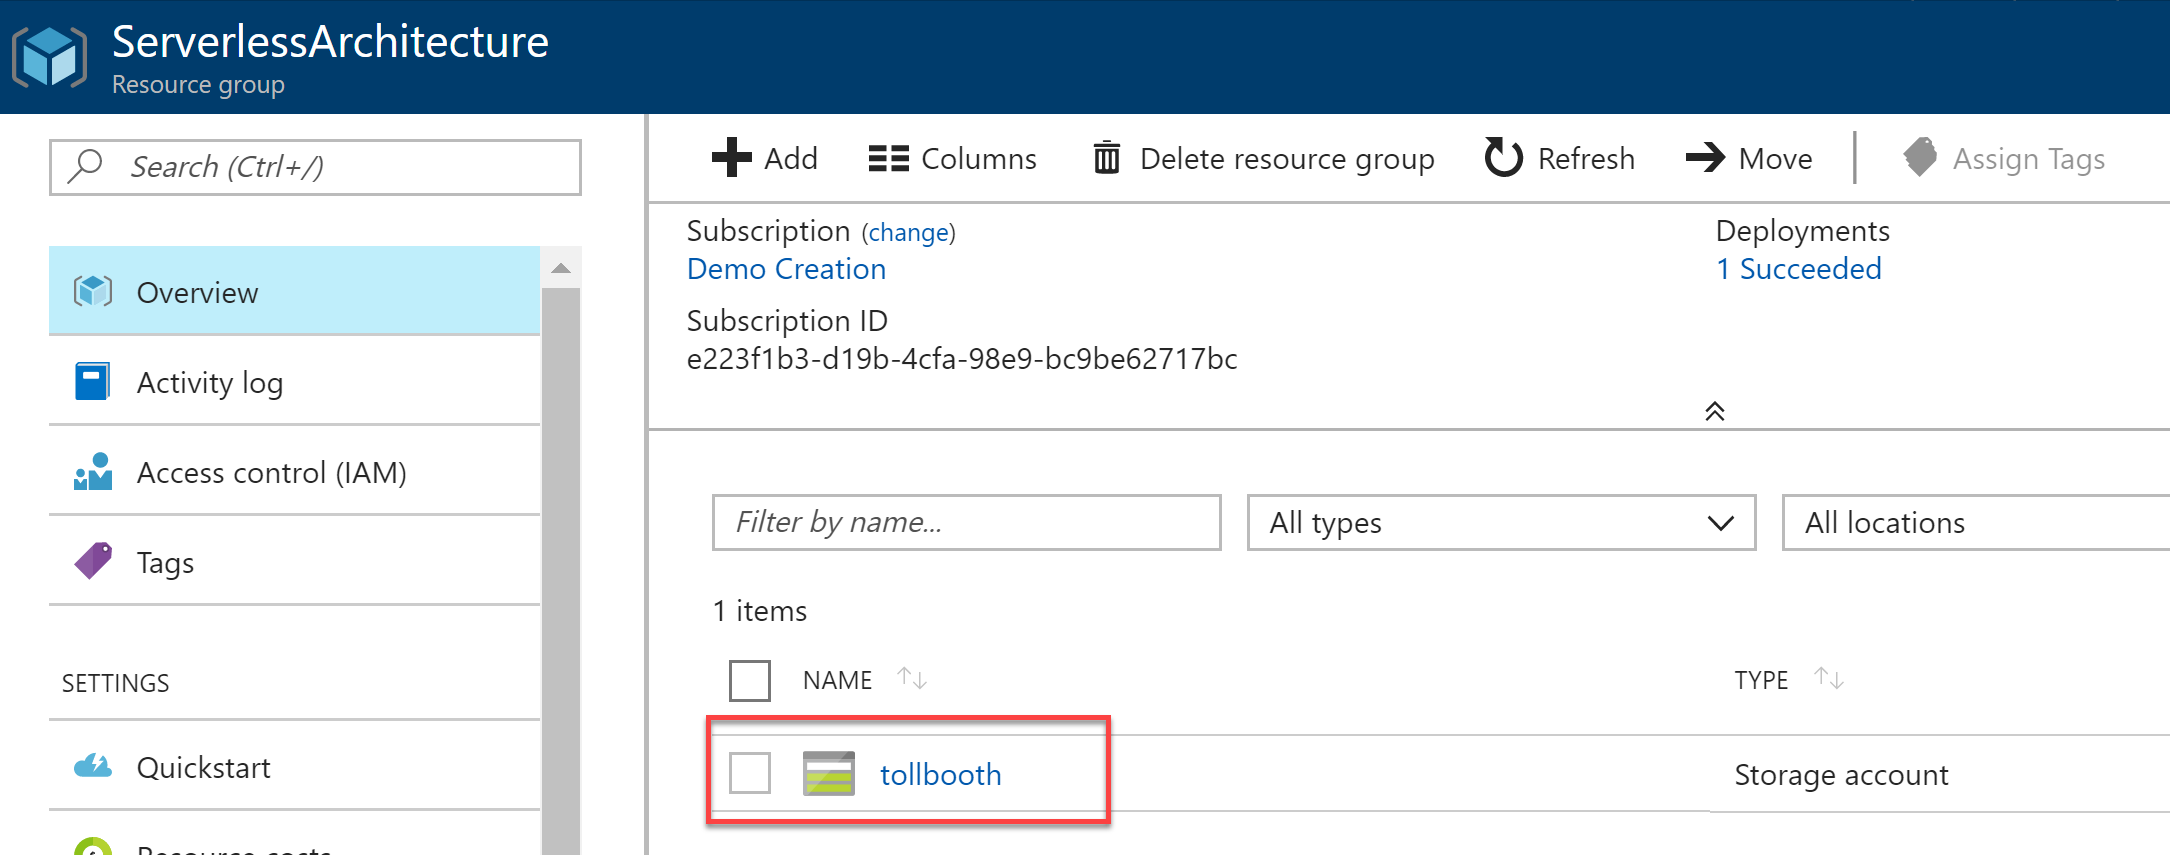 ServerlessArchitecture
Resource group
Search (Ctrl+/)
Overview
Activity log
Access control (IAM)
Tags
SETTINGS
Quickstart
Resource costs
Add Columns Delete resource group Refresh Move Assign Tags
Subscription (change)
Demo Creation
Subscription ID
e223f1b3-d19b-4cfa-98e9-bc9be62717bc
Deployments
1 Succeeded
Filter by name... All types All locations
1 items
NAME TYPE
tollbooth Storage account